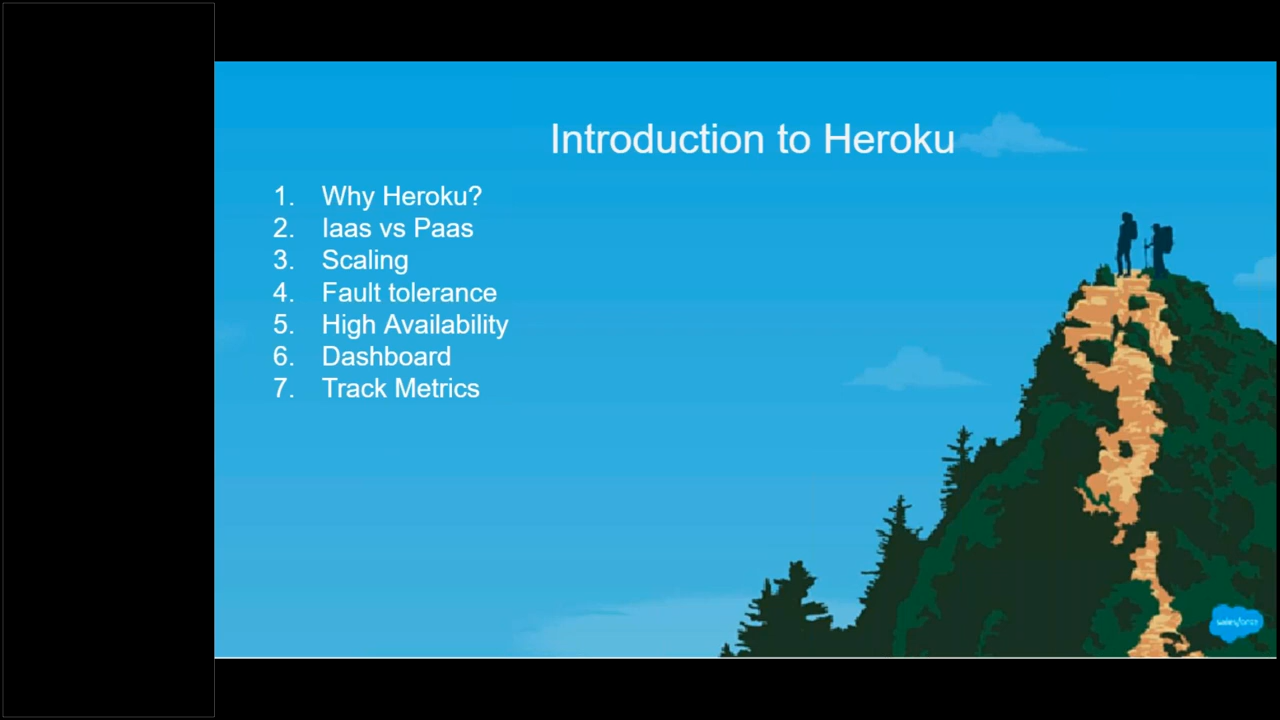 Introduction to Heroku
1. Why Heroku?
2. Iaas vs Paas
3. Scaling
4. Fault tolerance
5. High Availability
6. Dashboard
7. Track Metrics
salesforce